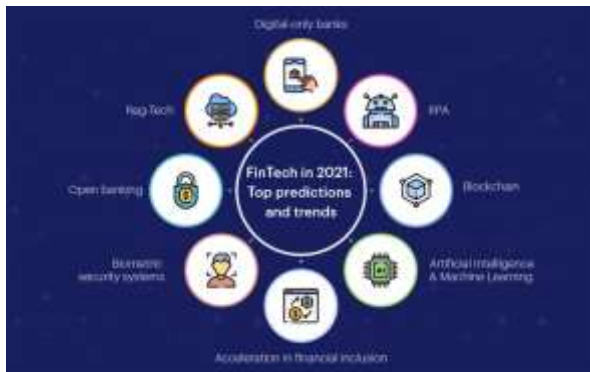 Digital-only banks
Reg-Tech
RPA
FinTech in 2021:
Top predictions
and trends
Open banking
Blockchain
Biometric
security systems
Artificial Intelligence
& Machine Learning
Acceleration in financial inclusion